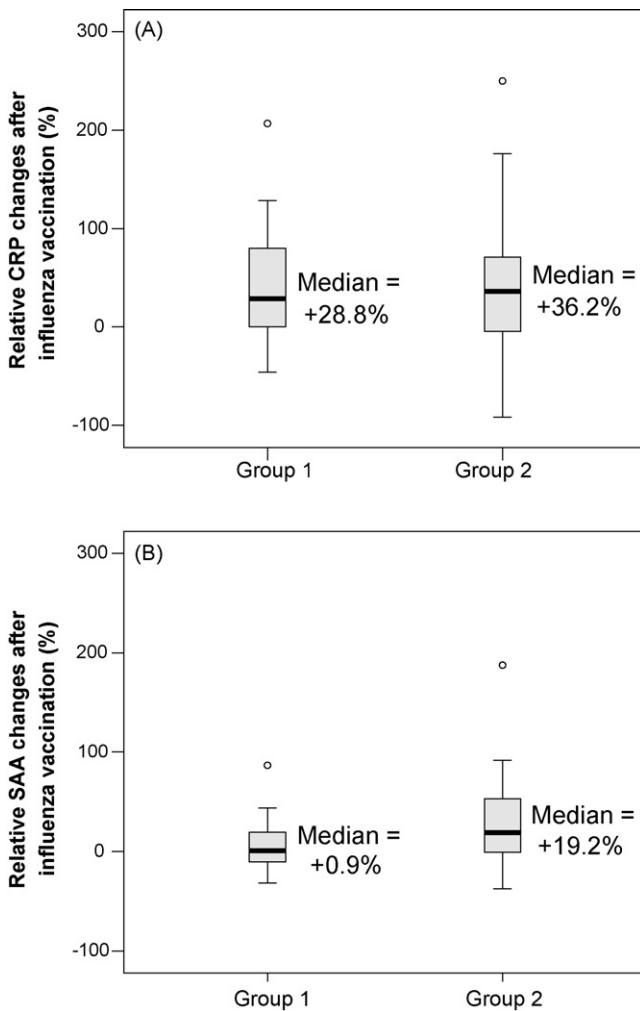 (A)
Relative CRP changes after
influenza vaccination (%)
300
200
100
0
-100
Median =
+28.8%
Median =
+36.2%
Group 1
Group 2
(B)
Relative SAA changes after
influenza vaccination (%)
300
200
100
0
-100
Median =
+0.9%
Median =
+19.2%
Group 1
Group 2